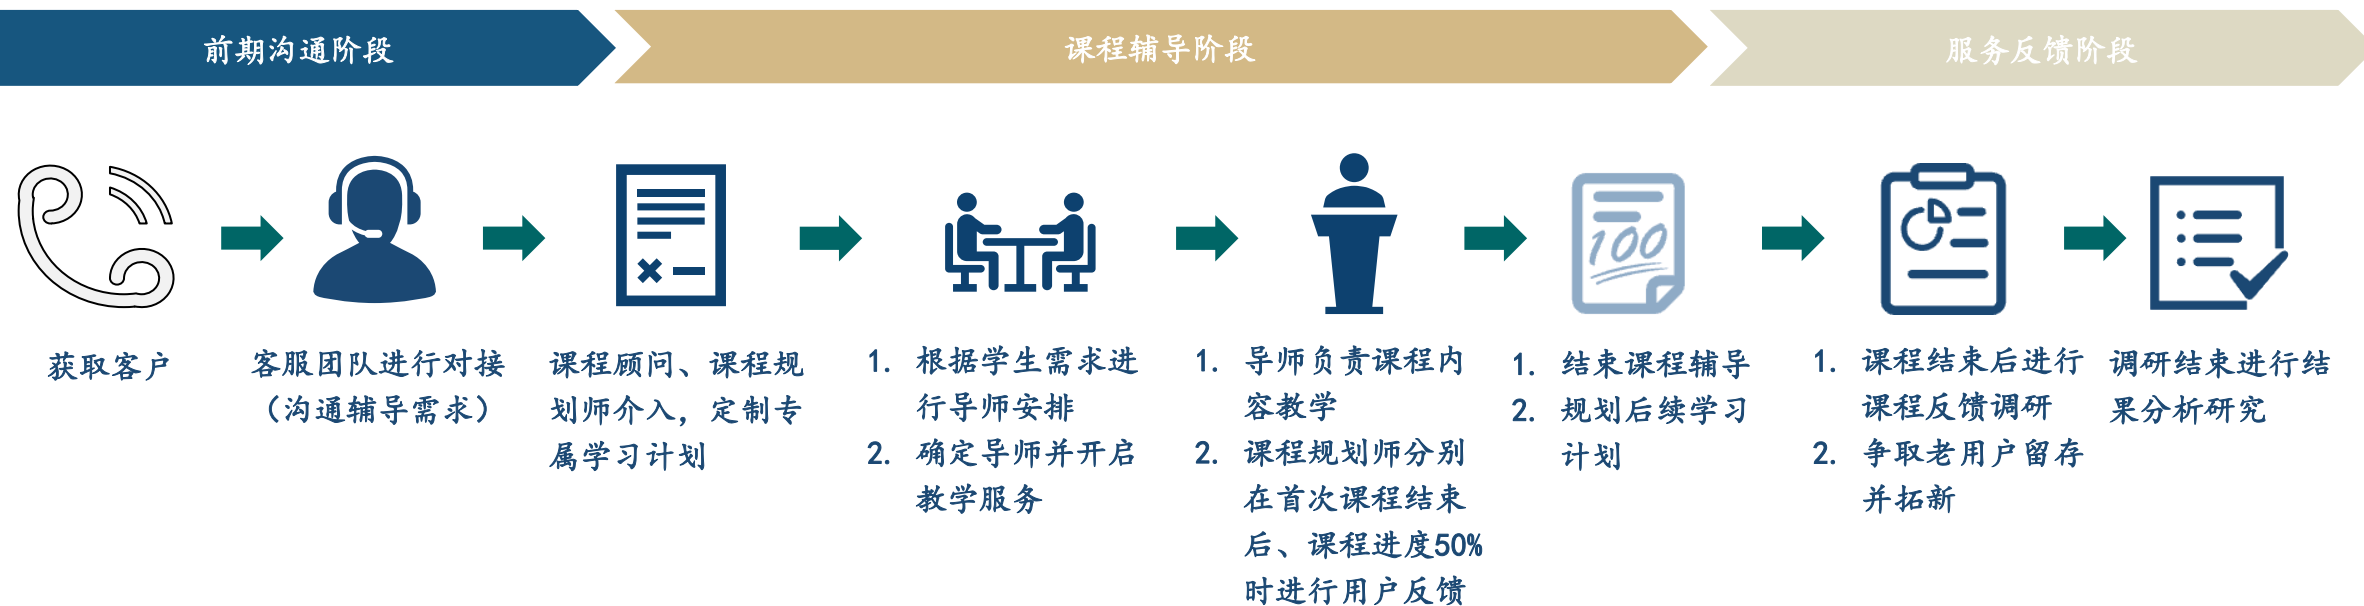 前期沟通阶段
课程辅导阶段
服务反馈阶段
100
获取客户
客服团队进行对接
（沟通辅导需求）
课程顾问、课程规
划师介入，定制专
属学习计划
1. 根据学生需求进
行导师安排
2. 确定导师并开启
教学服务
1. 导师负责课程内
容教学
2. 课程规划师分别
在首次课程结束
后、课程进度50%
时进行用户反馈
1. 结束课程辅导
2. 规划后续学习
计划
1. 课程结束后进行
课程反馈调研
2. 争取老用户留存
并拓新
调研结束进行结
果分析研究